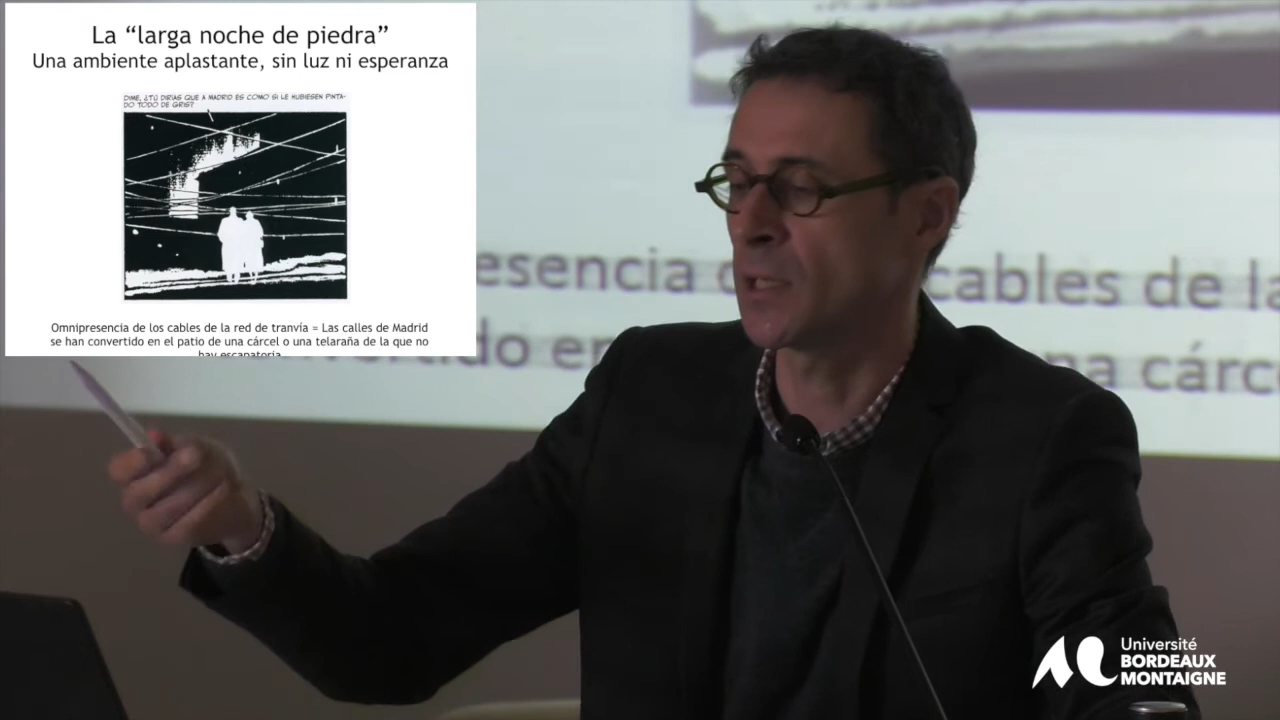 La “larga noche de piedra”
Una ambiente aplastante, sin luz ni esperanza
DIME, ¿TÚ DIRÍAS QUE A MADRID ES COMO SI LE HUBIESEN PINTA-
DO TODO DE GRIS?
Omnipresencia de los cables de la red de tranvía = Las calles de Madrid
se han convertido en el patio de una cárcel o una telaraña de la que no
hay escapatoria
esencia
cables de la
na cárc
Université
BORDEAUX
MONTAIGNE